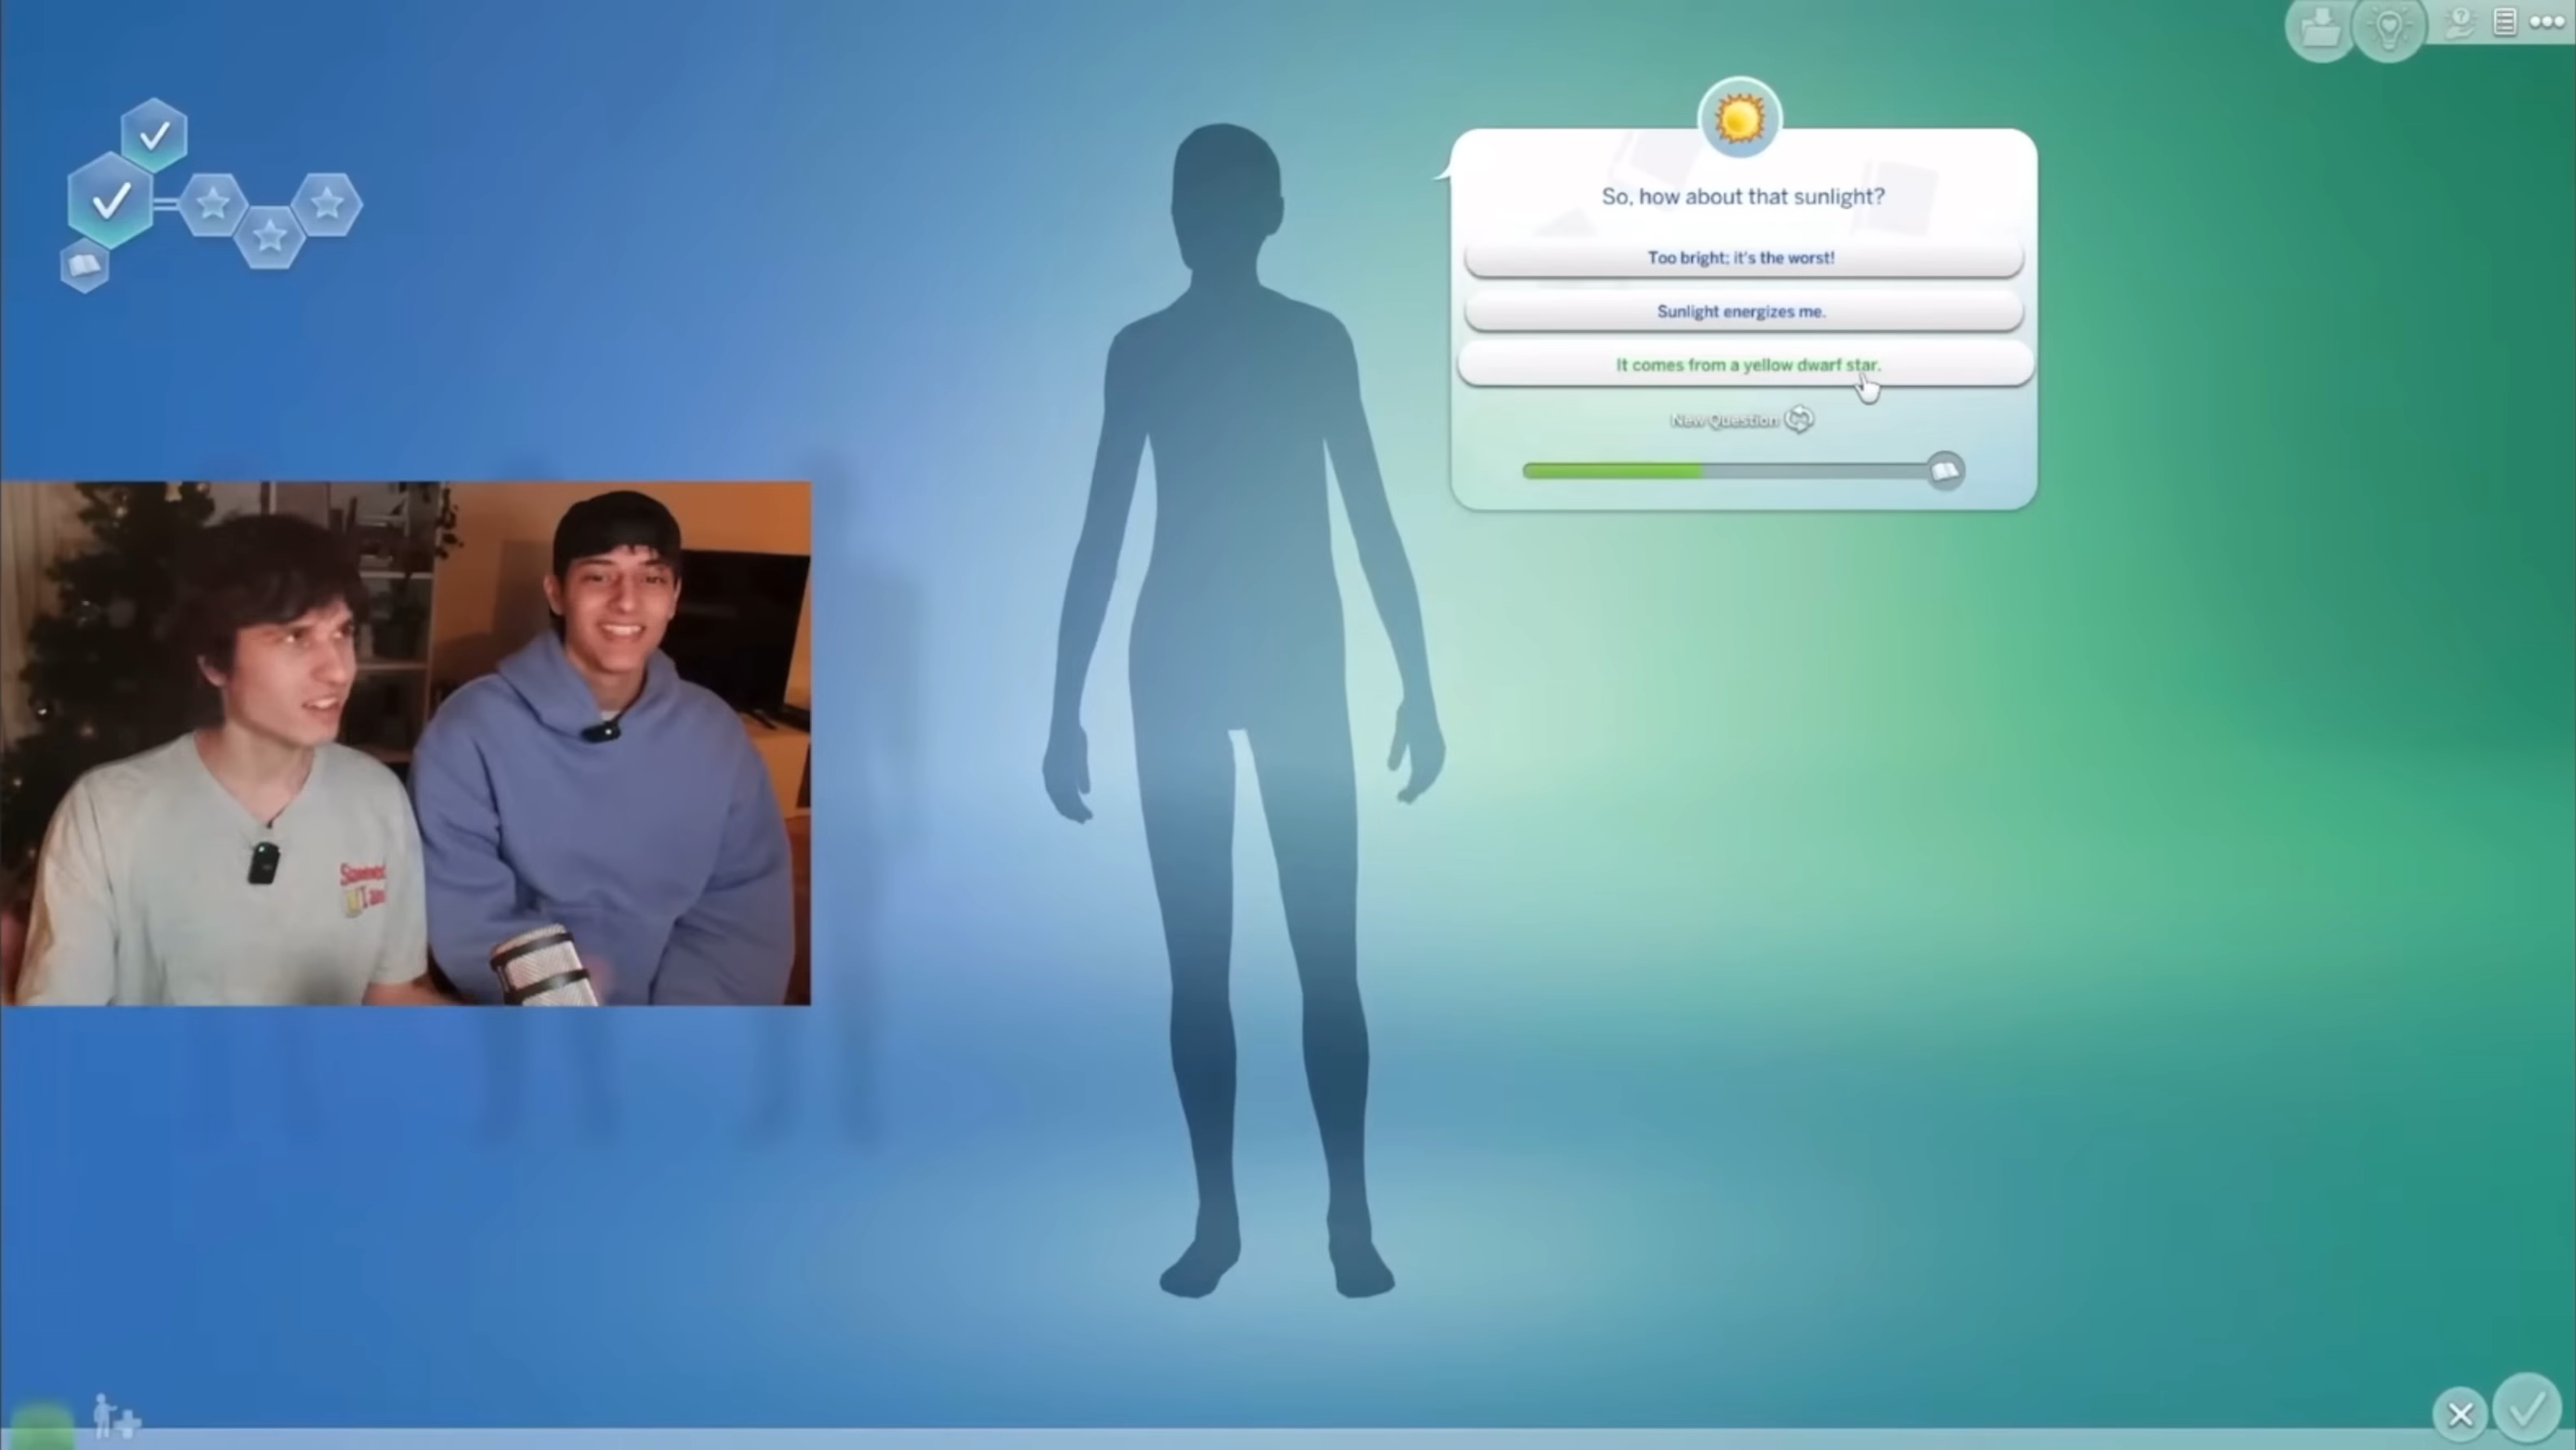 So, how about that sunlight?
Too bright; it's the worst!
Sunlight energizes me.
It comes from a yellow dwarf star.
New Question